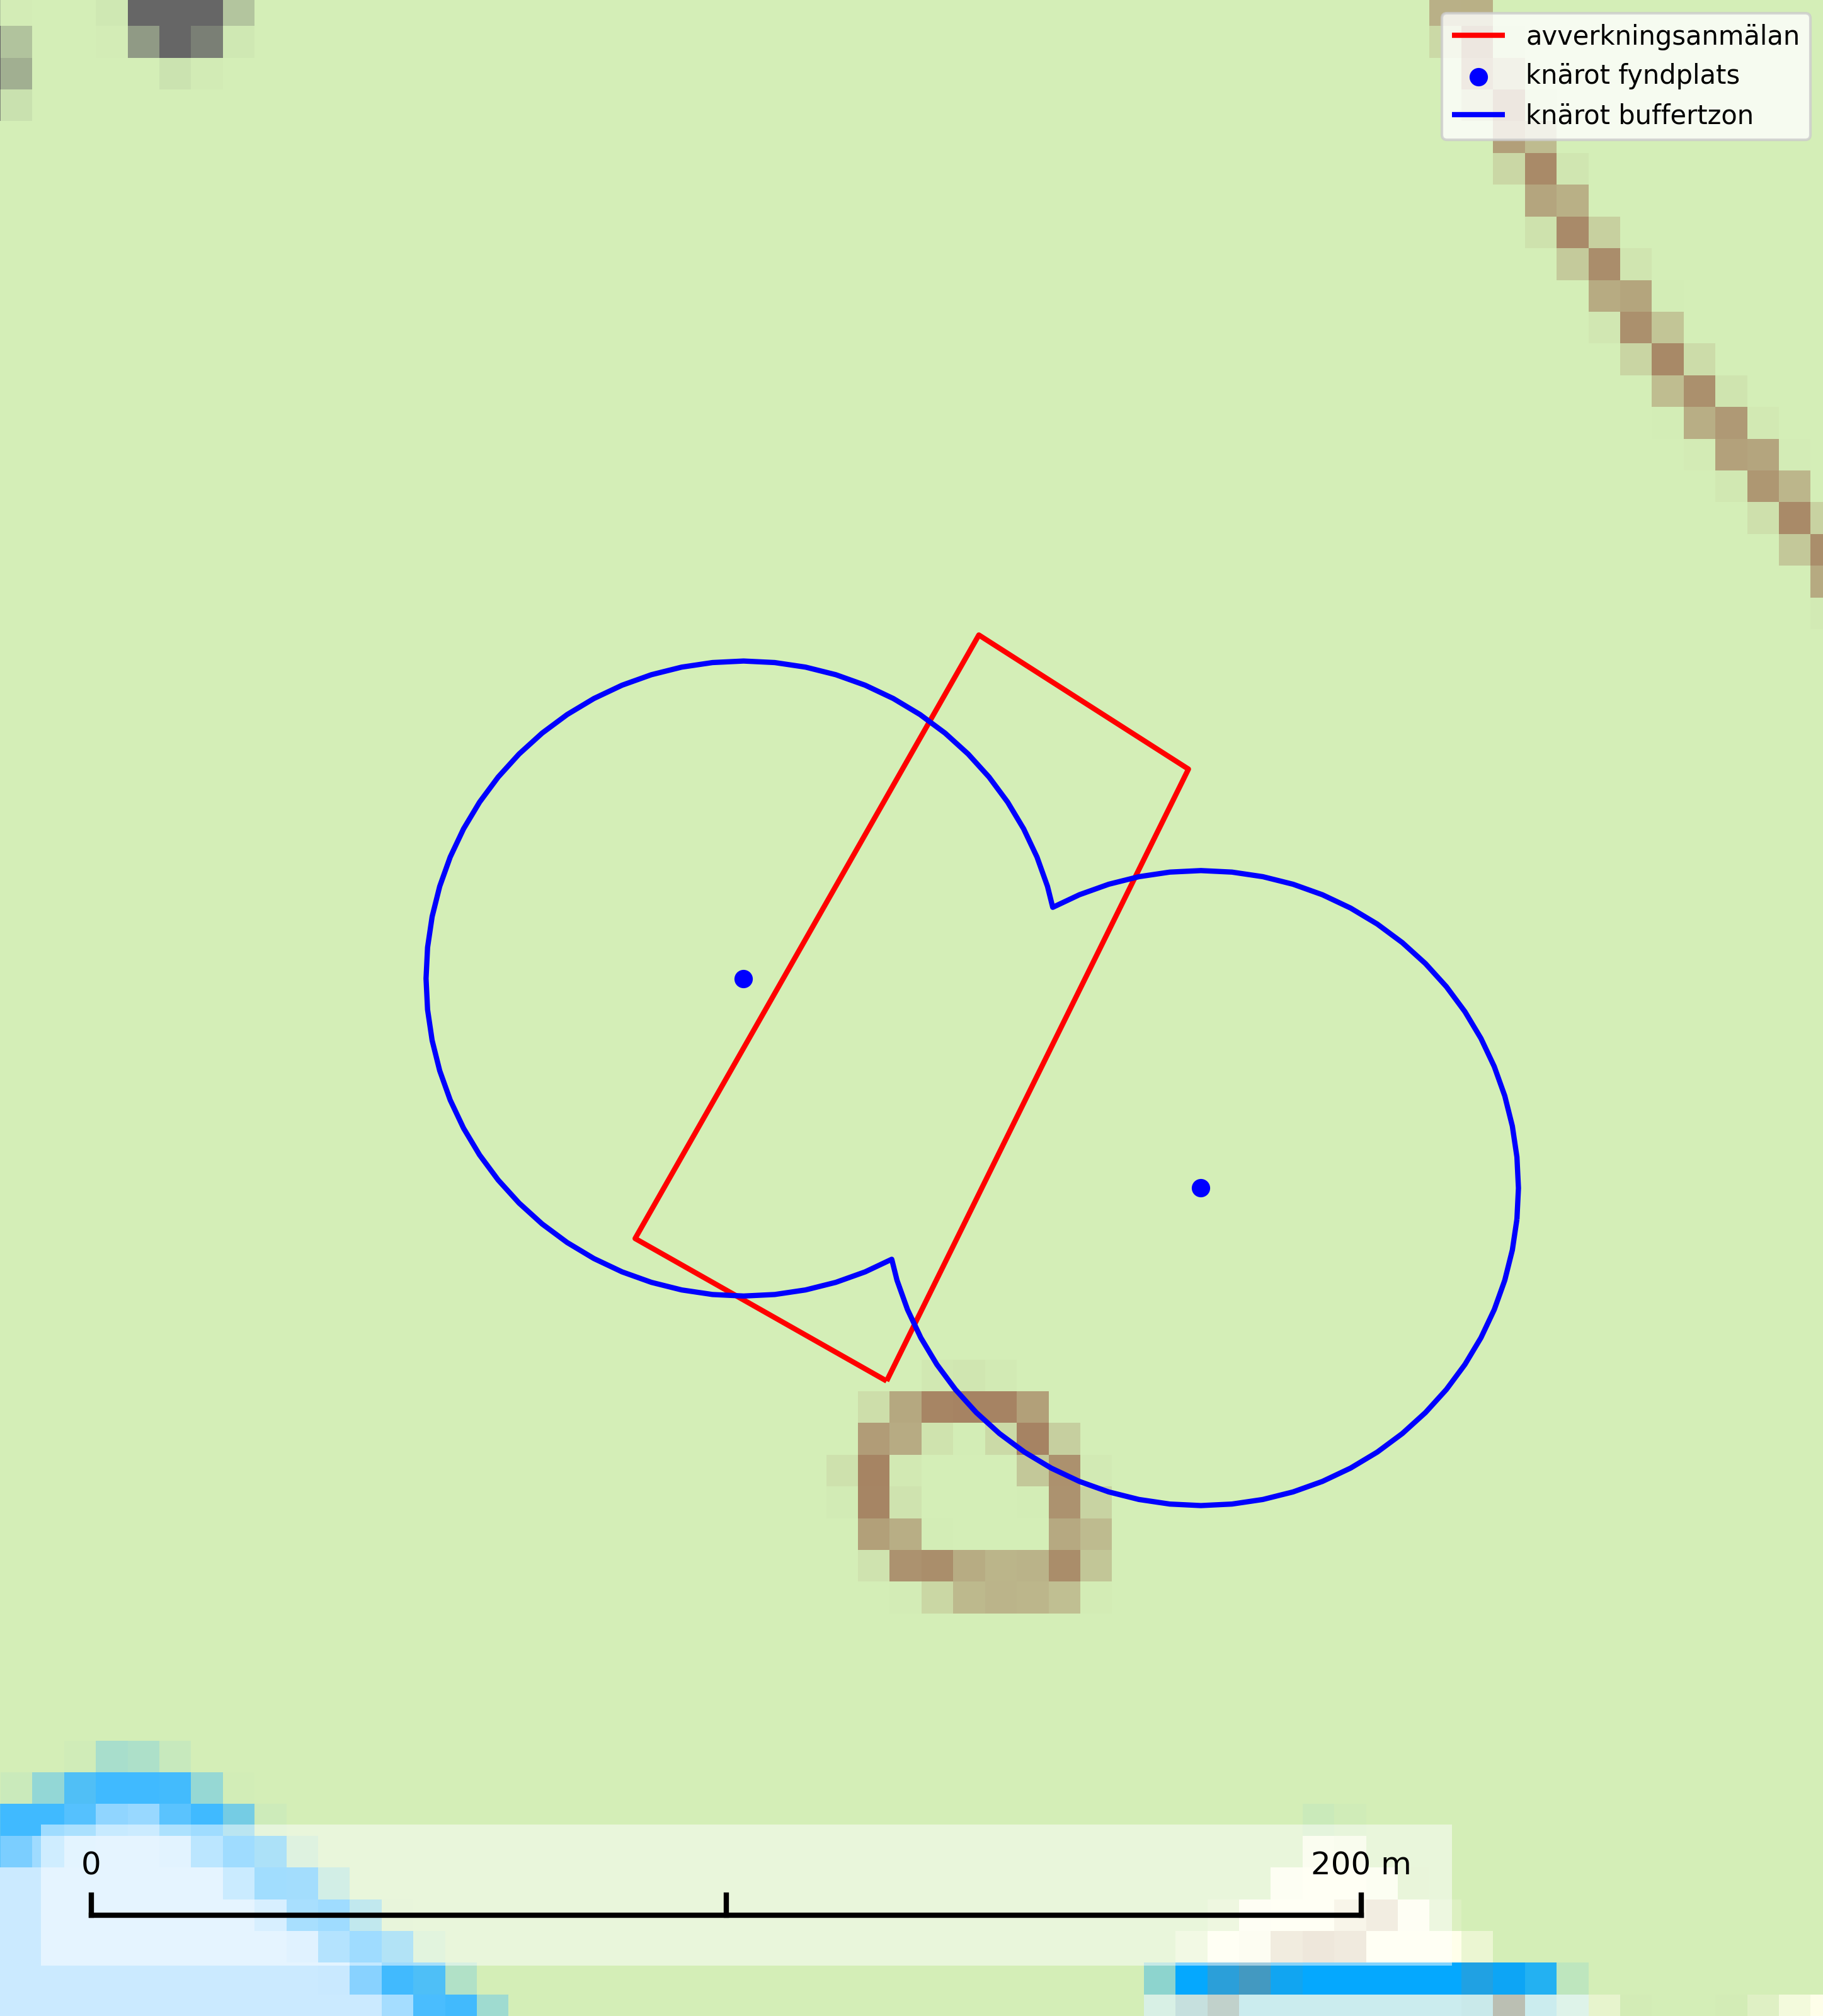 avverkningsanmälan
knärot fyndplats
knärot buffertzon
0
200 m